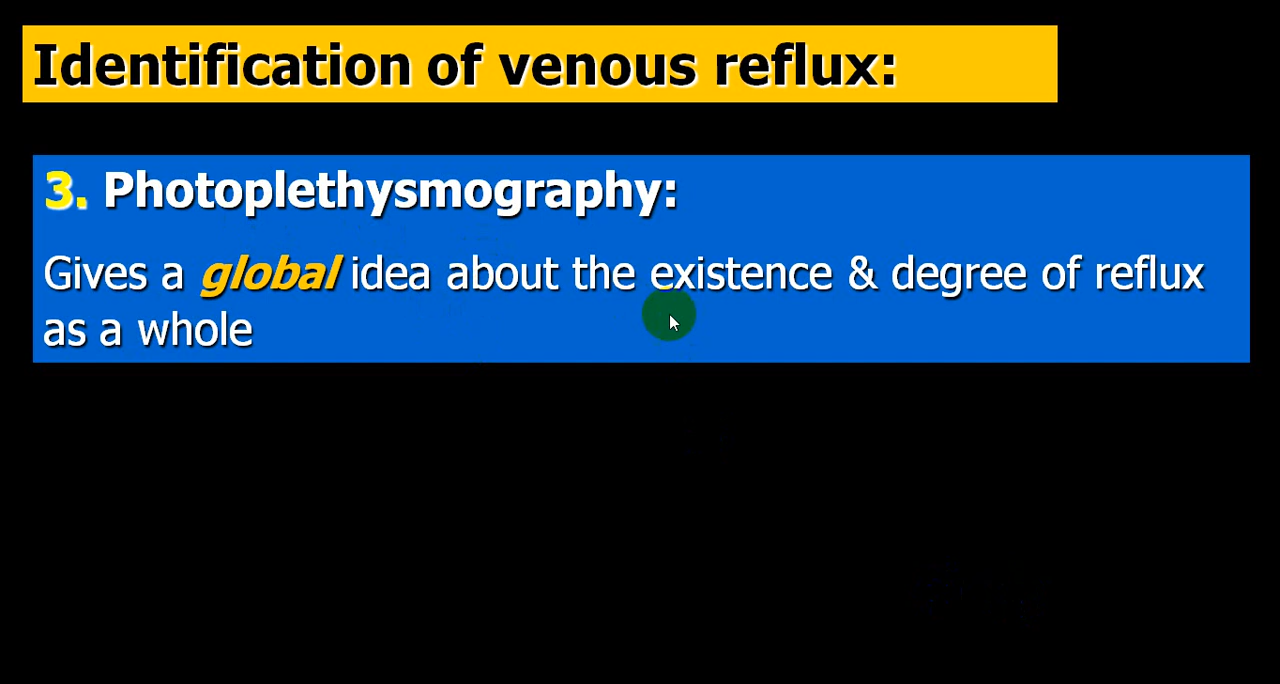 Identification of venous reflux:
3. Photoplethysmography:
Gives a global idea about the existence & degree of reflux
as a whole